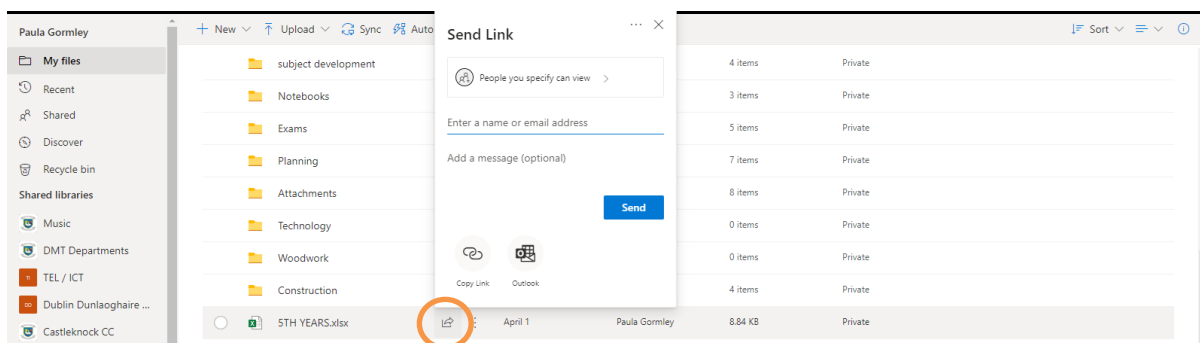 Paula Gormley
My files
Recent
Shared
Discover
Recycle bin
Shared libraries
Music
DMT Departments
TI TEL / ICT
DD Dublin Dunlaoghaire ...
Castleknock CC
+ New Upload Sync Auto
Sort
subject development 4 items Private
Notebooks 3 items Private
Exams 5 items Private
Planning 7 items Private
Attachments 8 items Private
Technology 0 items Private
Woodwork 0 items Private
Construction 4 items Private
5TH YEARS.xlsx April 1 Paula Gormley 8.84 KB Private
Send Link
People you specify can view
Enter a name or email address
Add a message (optional)
Send
Copy Link Outlook